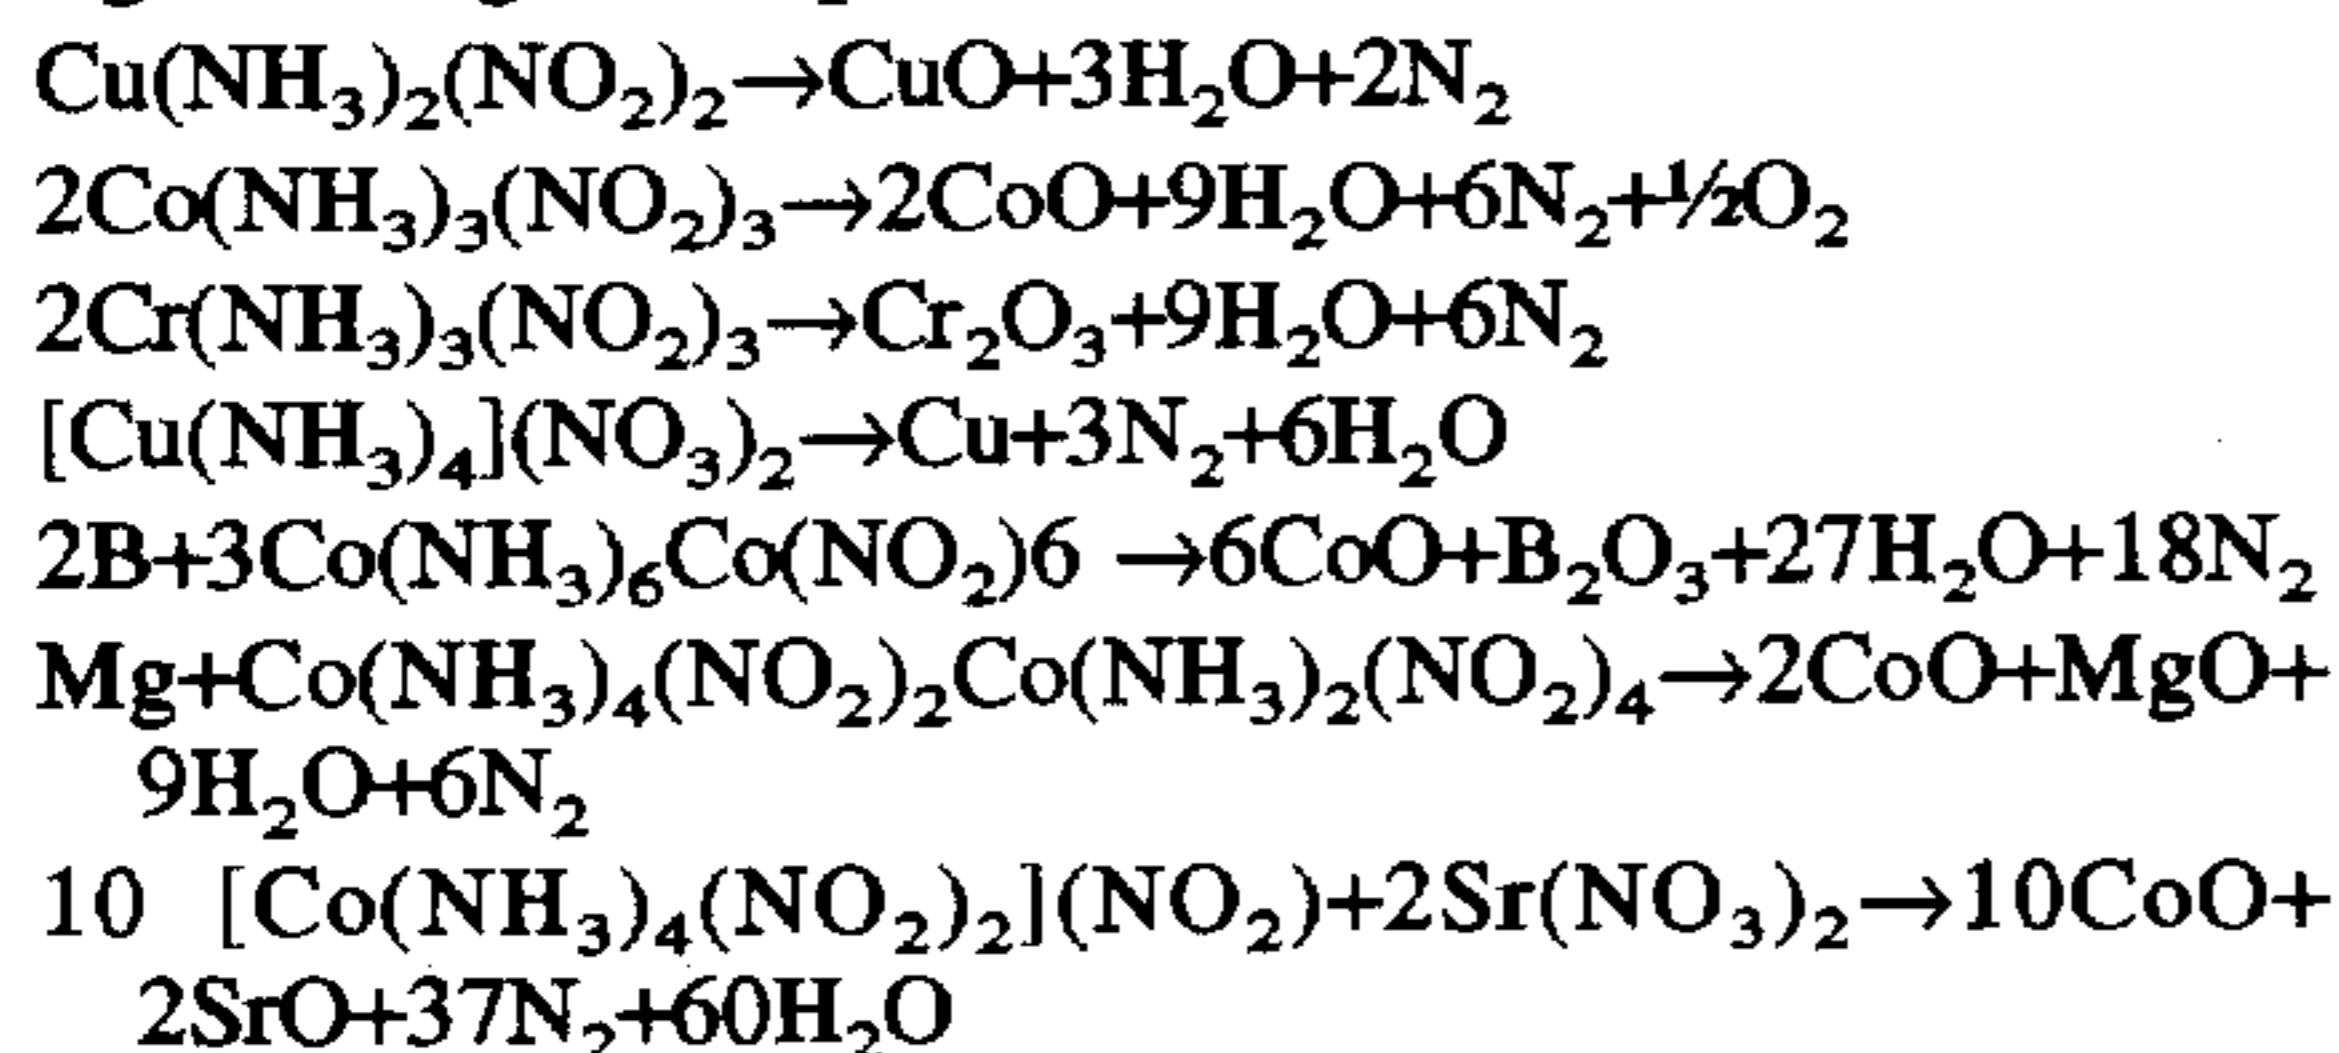 Cu(NH₃)₂(NO₂)₂→CuO+3H₂O+2N₂
2Co(NH₃)₃(NO₂)₃→2CoO+9H₂O+6N₂+½O₂
2Cr(NH₃)₃(NO₂)₃→Cr₂O₃+9H₂O+6N₂
[Cu(NH₃)₄](NO₃)₂→Cu+3N₂+6H₂O
2B+3Co(NH₃)₆Co(NO₂)6 →6CoO+B₂O₃+27H₂O+18N₂
Mg+Co(NH₃)₄(NO₂)₂Co(NH₃)₂(NO₂)₄→2CoO+MgO+
9H₂O+6N₂
10 [Co(NH₃)₄(NO₂)₂](NO₂)+2Sr(NO₃)₂→10CoO+
2SrO+37N₂+60H₂O